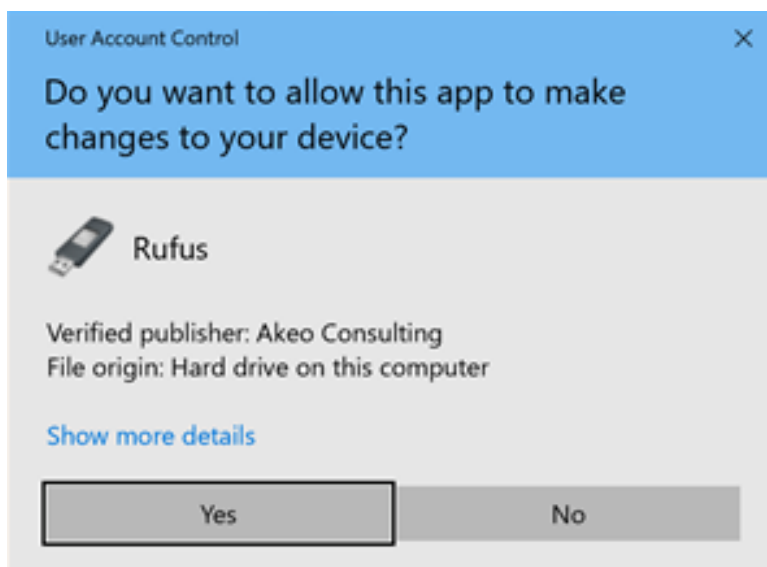 User Account Control
Do you want to allow this app to make
changes to your device?
Rufus
Verified publisher: Akeo Consulting
File origin: Hard drive on this computer
Show more details
Yes
No